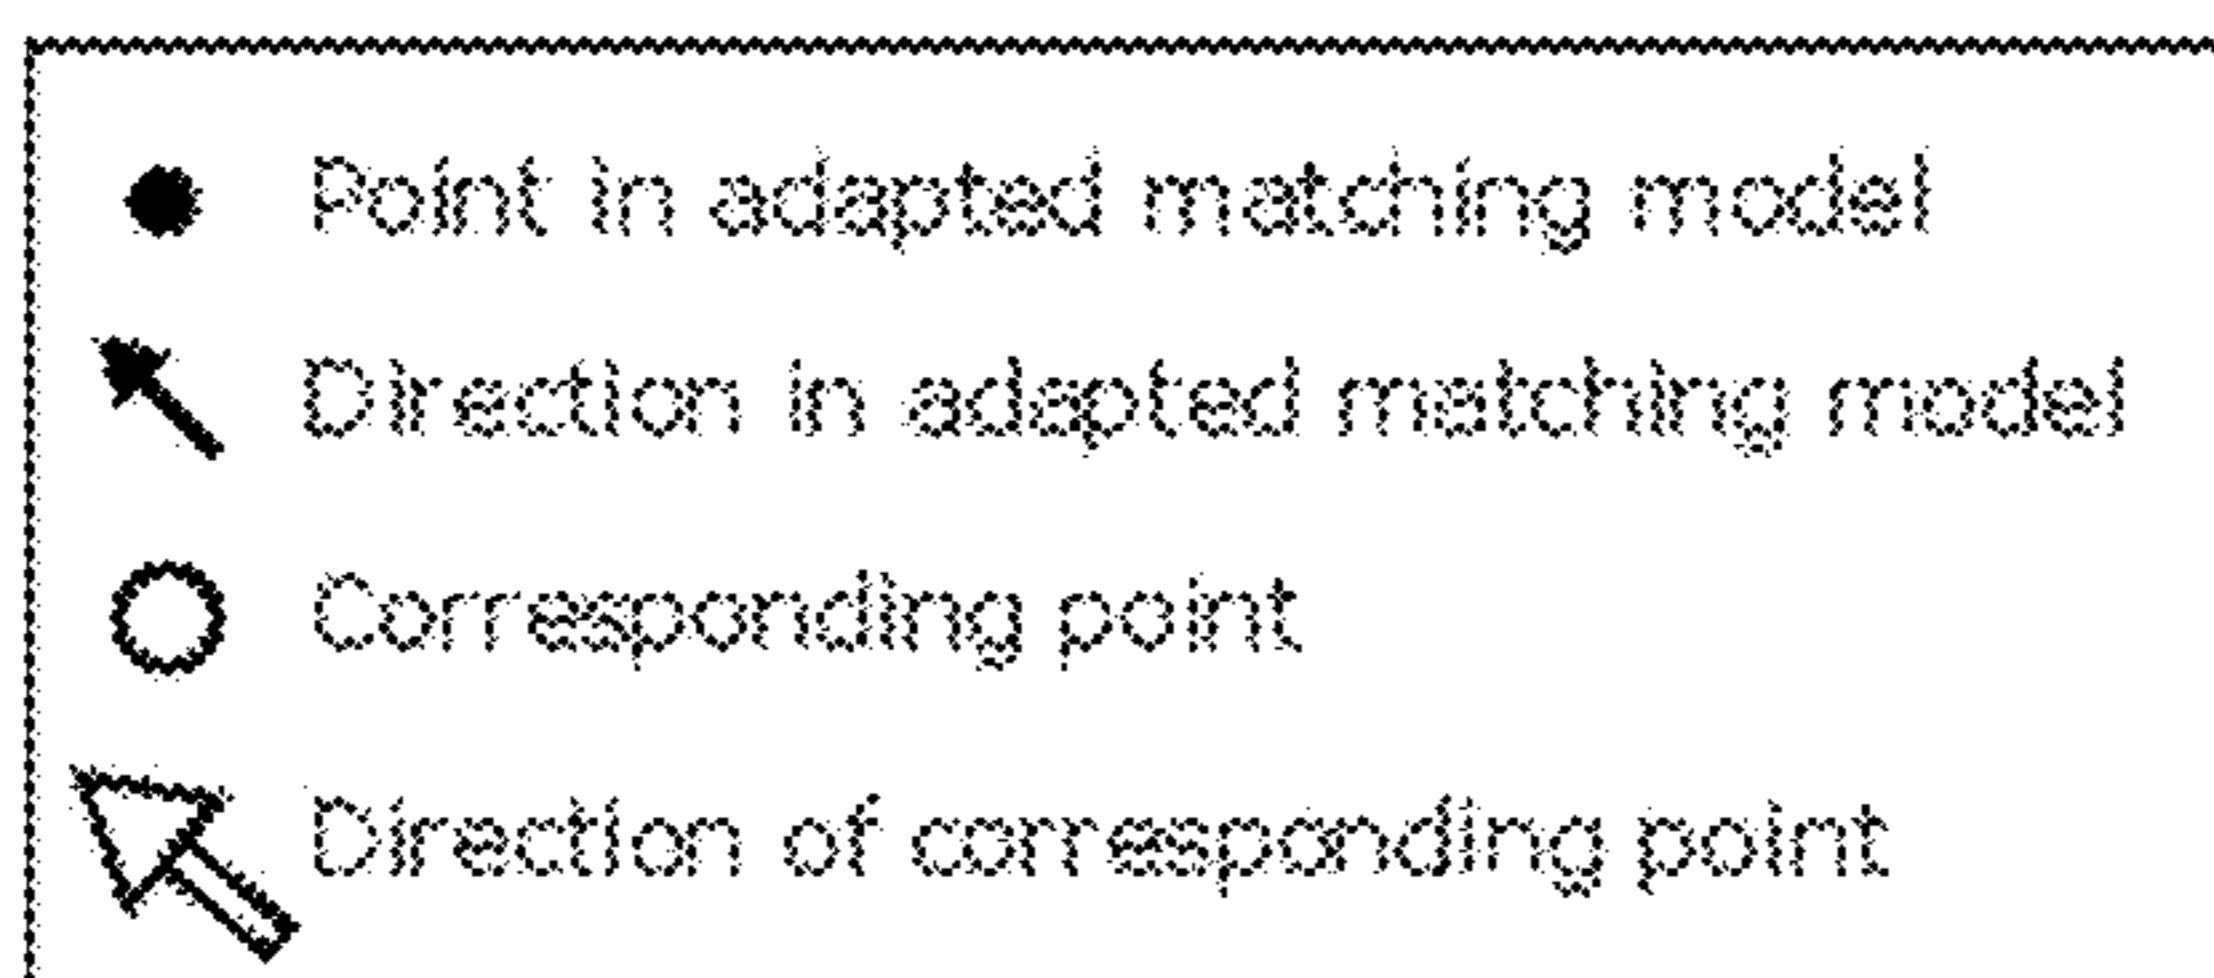 Point in adapted matching model
Direction in adapted matching model
Corresponding point
Direction of corresponding point